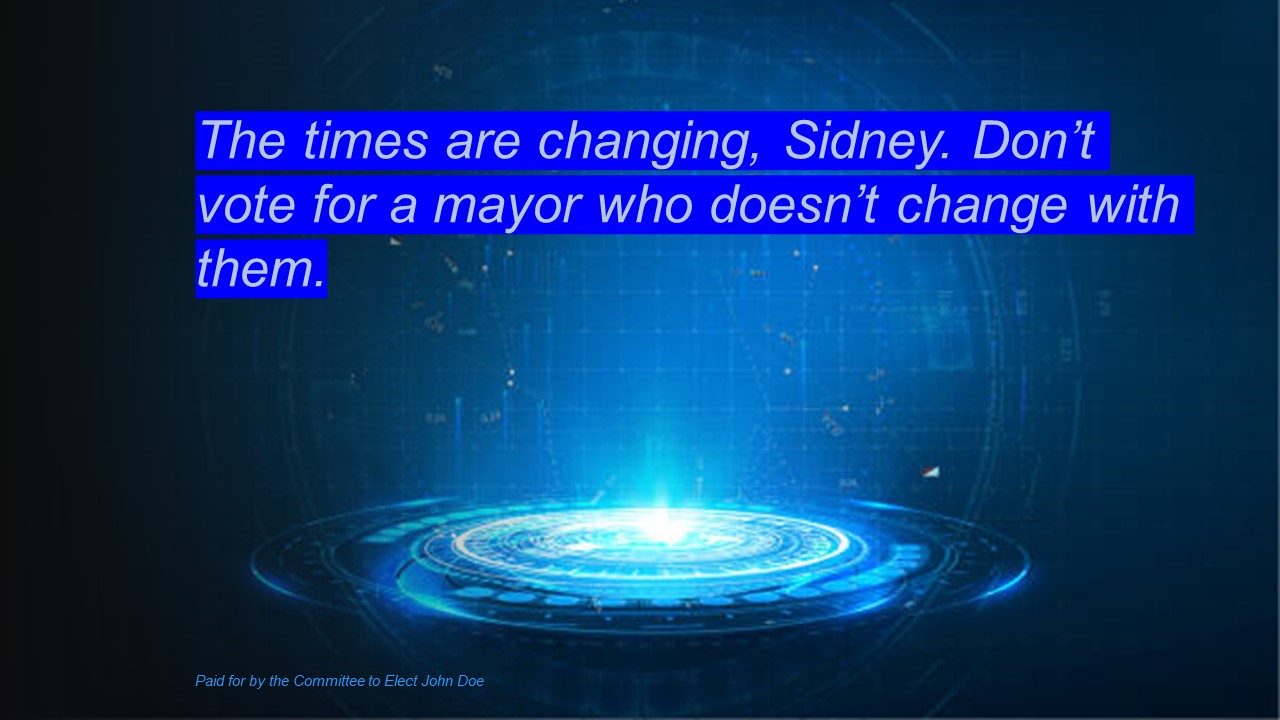 The times are changing, Sidney. Don’t
vote for a mayor who doesn’t change with
them.
Paid for by the Committee to Elect John Doe